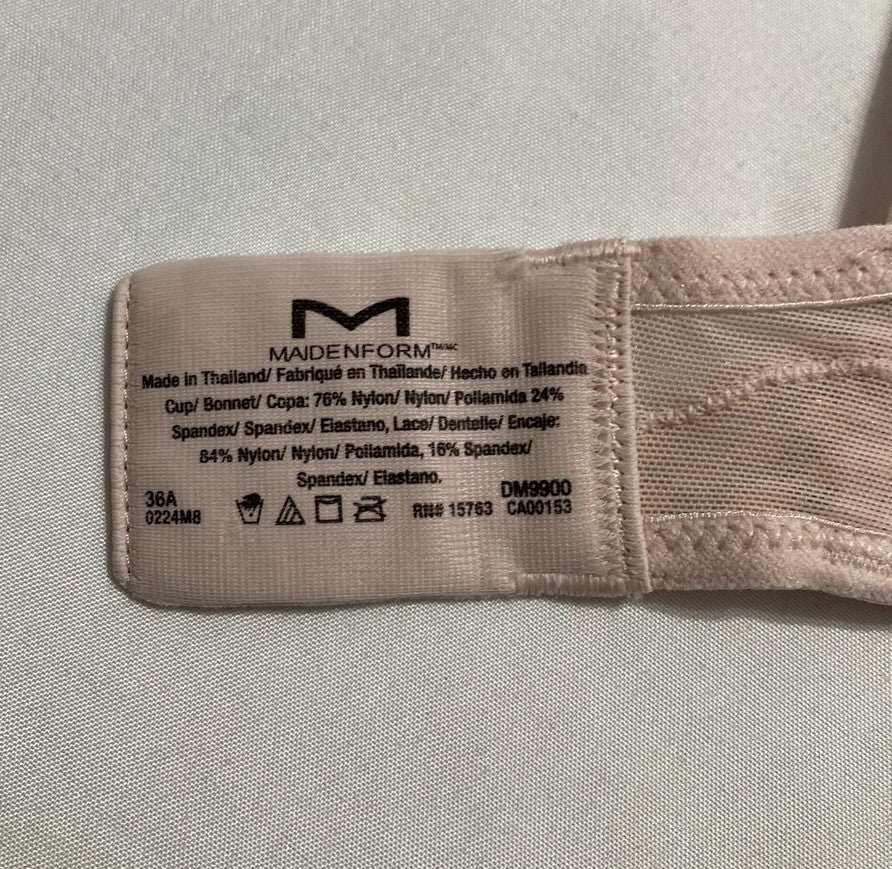 M
MAIDENFORM™/MC
Made in Thailand/ Fabriqué en Thaïlande/ Hecho en Tailandia
Cup/ Bonnet/ Copa: 76% Nylon/ Nylon/ Poliamida 24%
Spandex/ Spandex/ Elastano, Lace/ Dentelle/ Encaje:
84% Nylon/ Nylon/ Poliamida, 16% Spandex/
Spandex/ Elastano.
36A
0224M8
DM9900
RN# 15763 CA00153